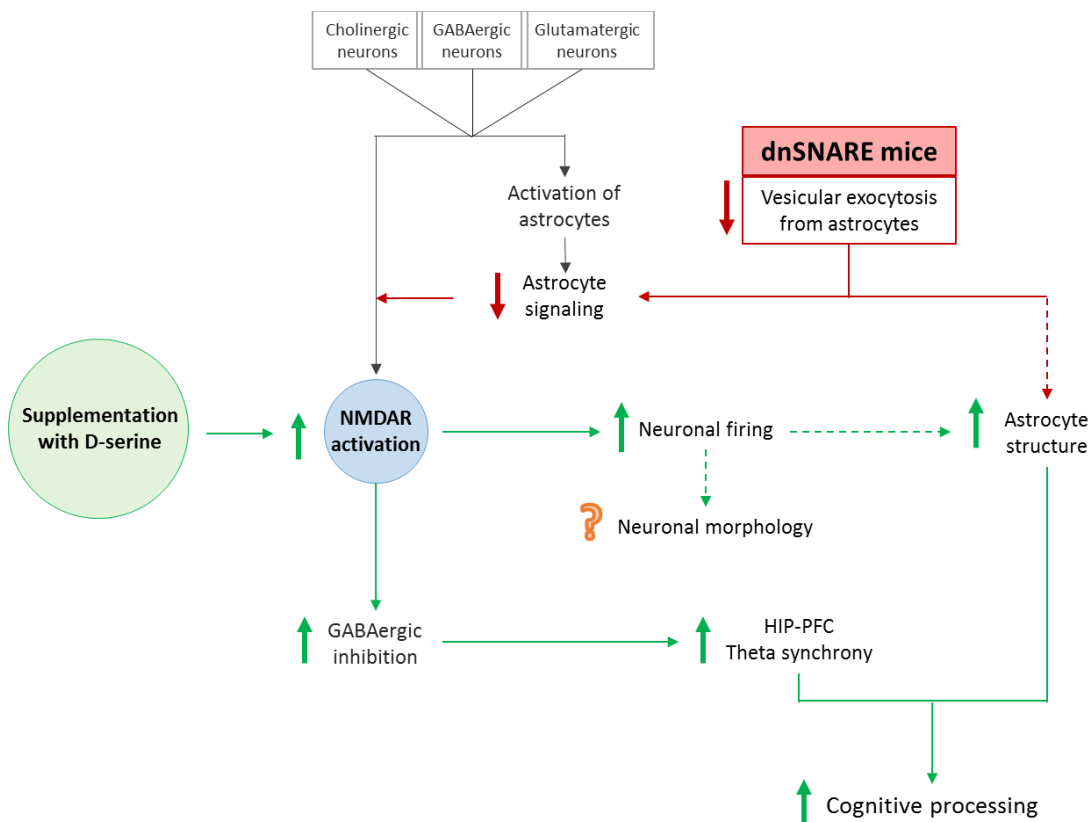 Cholinergic
neurons
GABAergic
neurons
Glutamatergic
neurons
dnSNARE mice
Vesicular exocytosis
from astrocytes
Activation of
astrocytes
Astrocyte
signaling
Supplementation
with D-serine
NMDAR
activation
Neuronal firing
Astrocyte
structure
?
Neuronal morphology
GABAergic
inhibition
HIP-PFC
Theta synchrony
Cognitive processing